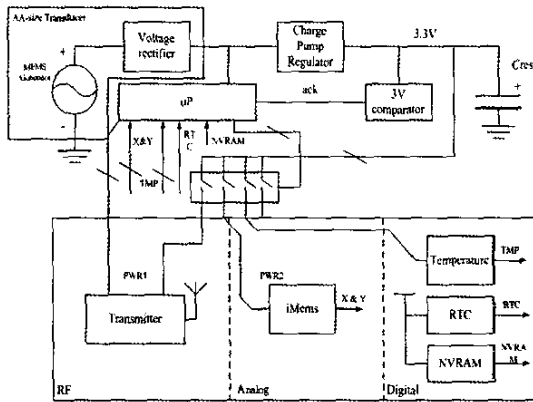 AA-size Transducer
MEMS
Generator
+
-
Voltage
rectifier
Charge
Pump
Regulator
3.3V
Cres
+
uP
ack
3V
comparator
X&Y
TMP
RT
C
NVRAM
PWR1
Transmitter
RF
PWR2
iMems
X & Y
Analog
Temperature
TMP
RTC
RTC
NVRAM
NVRA
M
Digital